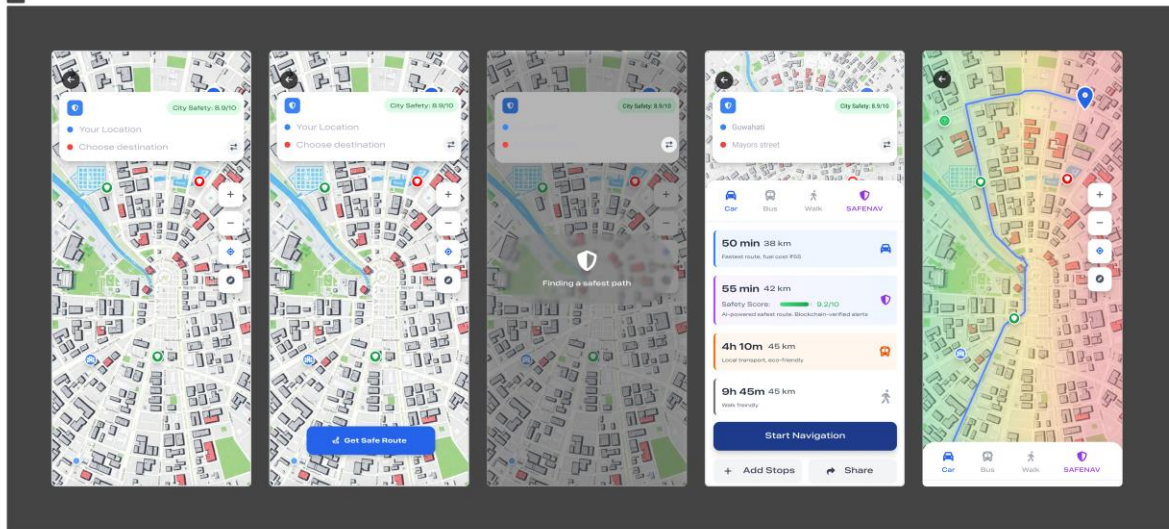 City Safety: 8.9/10
Your Location
Choose destination
City Safety: 8.9/10
Your Location
Choose destination
Get Safe Route
City Safety: 8.9/10
Finding a safest path
City Safety: 8.9/10
Guwahati
Mayors street
Car
Bus
Walk
SAFENAV
50 min 38 km
Fastest route, fuel cost ₹55
55 min 42 km
Safety Score: 9.2/10
AI-powered safest route. Blockchain-verified alerts
4h 10m 45 km
Local transport, eco-friendly
9h 45m 45 km
Start Navigation
+ Add Stops
Share
Car
Bus
Walk
SAFENAV